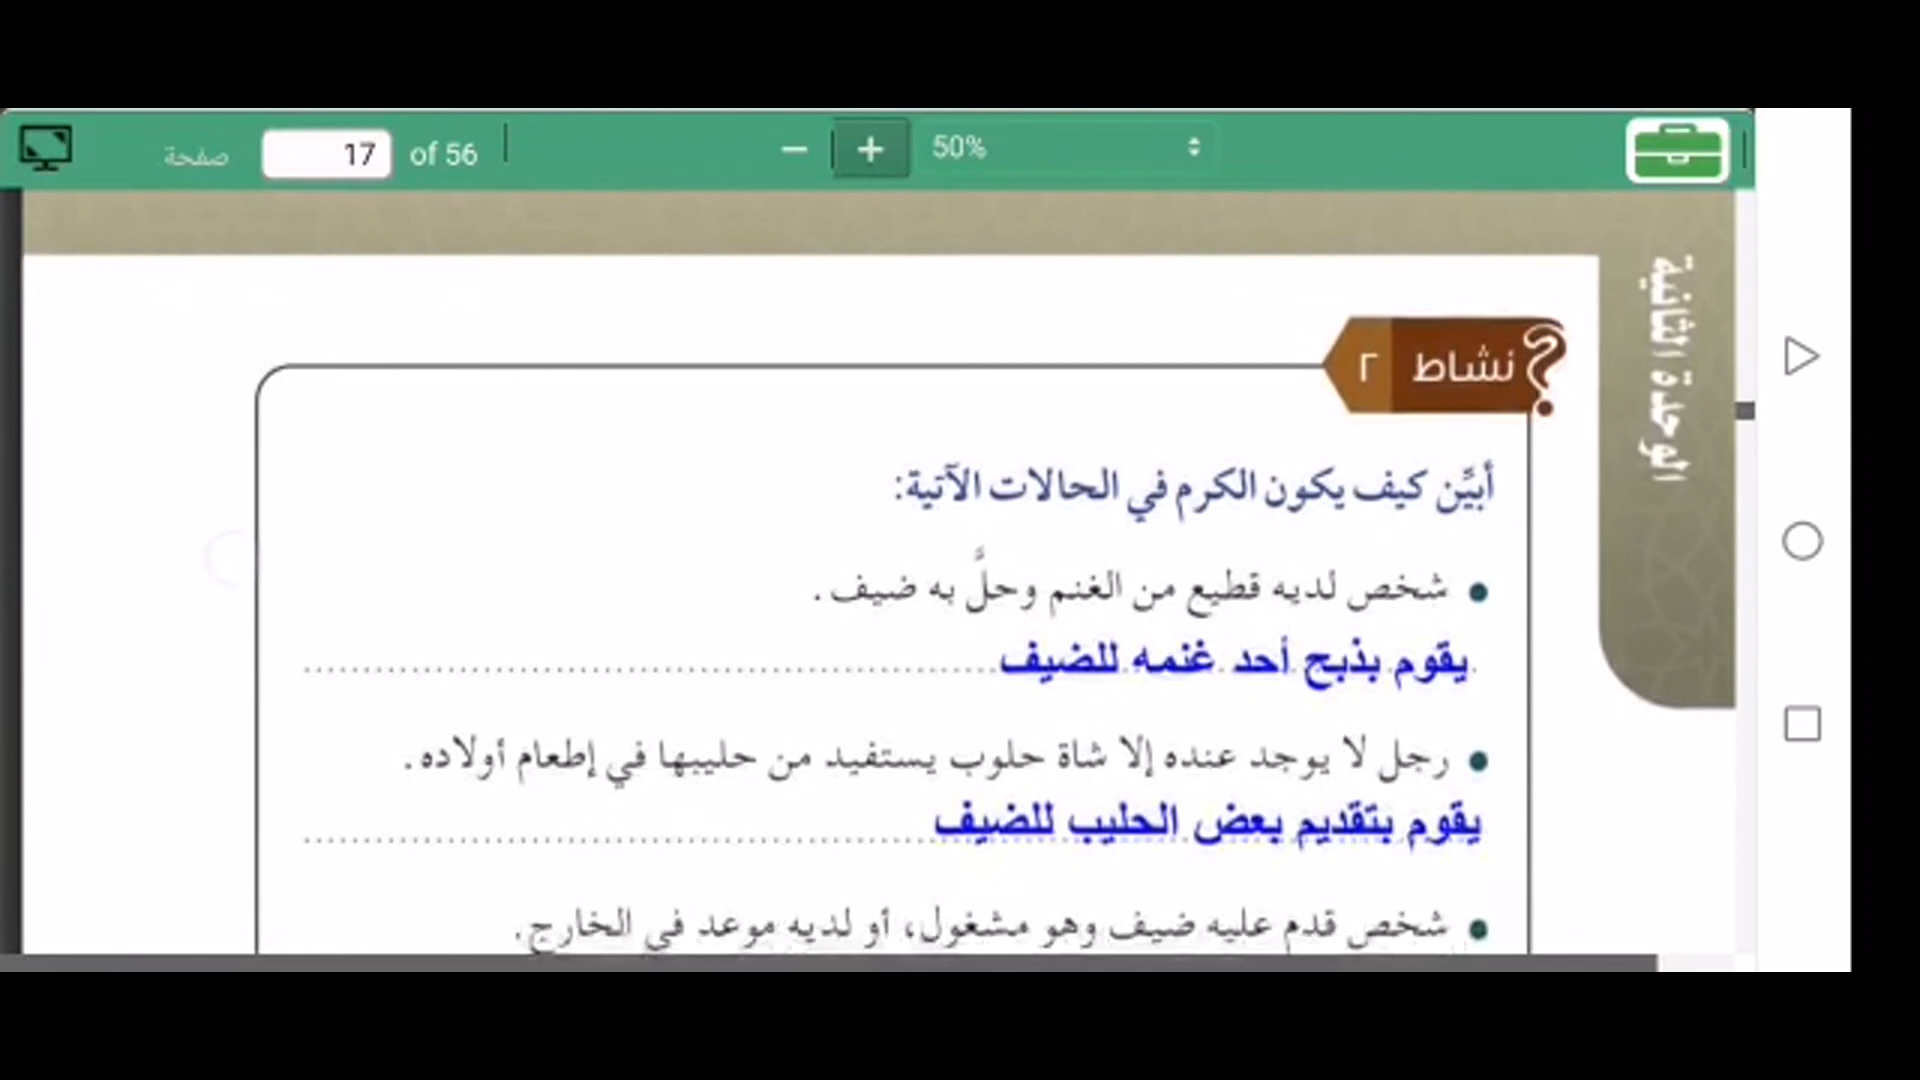 صفحة 17 of 56
50%
الوحدة الثانية
نشاط ٢
أبيَّن كيف يكون الكرم في الحالات الآتية:
شخص لديه قطيع من الغنم وحلَّ به ضيف.
يقوم بذبح أحد غنمه للضيف
رجل لا يوجد عنده إلا شاة حلوب يستفيد من حليبها في إطعام أولاده.
يقوم بتقديم بعض الحليب للضيف
شخص قدم عليه ضيف وهو مشغول، أو لديه موعد في الخارج.